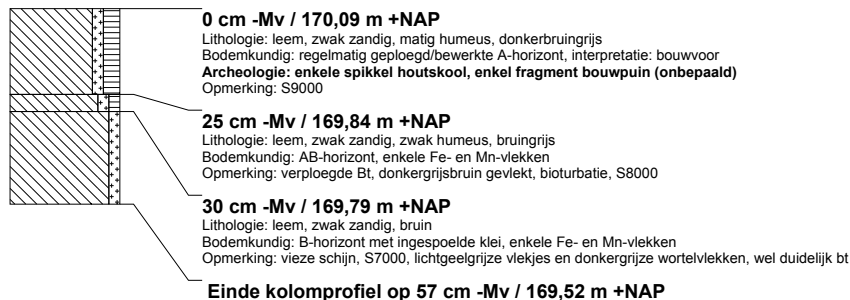 0 cm -Mv / 170,09 m +NAP
Lithologie: leem, zwak zandig, matig humeus, donkerbruingrijs
Bodemkundig: regelmatig geploegd/bewerkte A-horizont, interpretatie: bouwvoor
Archeologie: enkele spikkel houtskool, enkel fragment bouwpuin (onbepaald)
Opmerking: S9000
25 cm -Mv / 169,84 m +NAP
Lithologie: leem, zwak zandig, zwak humeus, bruingrijs
Bodemkundig: AB-horizont, enkele Fe- en Mn-vlekken
Opmerking: verploegde Bt, donkergrijsbruin gevlekt, bioturbatie, S8000
30 cm -Mv / 169,79 m +NAP
Lithologie: leem, zwak zandig, bruin
Bodemkundig: B-horizont met ingespoelde klei, enkele Fe- en Mn-vlekken
Opmerking: vieze schijn, S7000, lichtgeelgrijze vlekjes en donkergrijze wortelvlekken, wel duidelijk bt
Einde kolomprofiel op 57 cm -Mv / 169,52 m +NAP